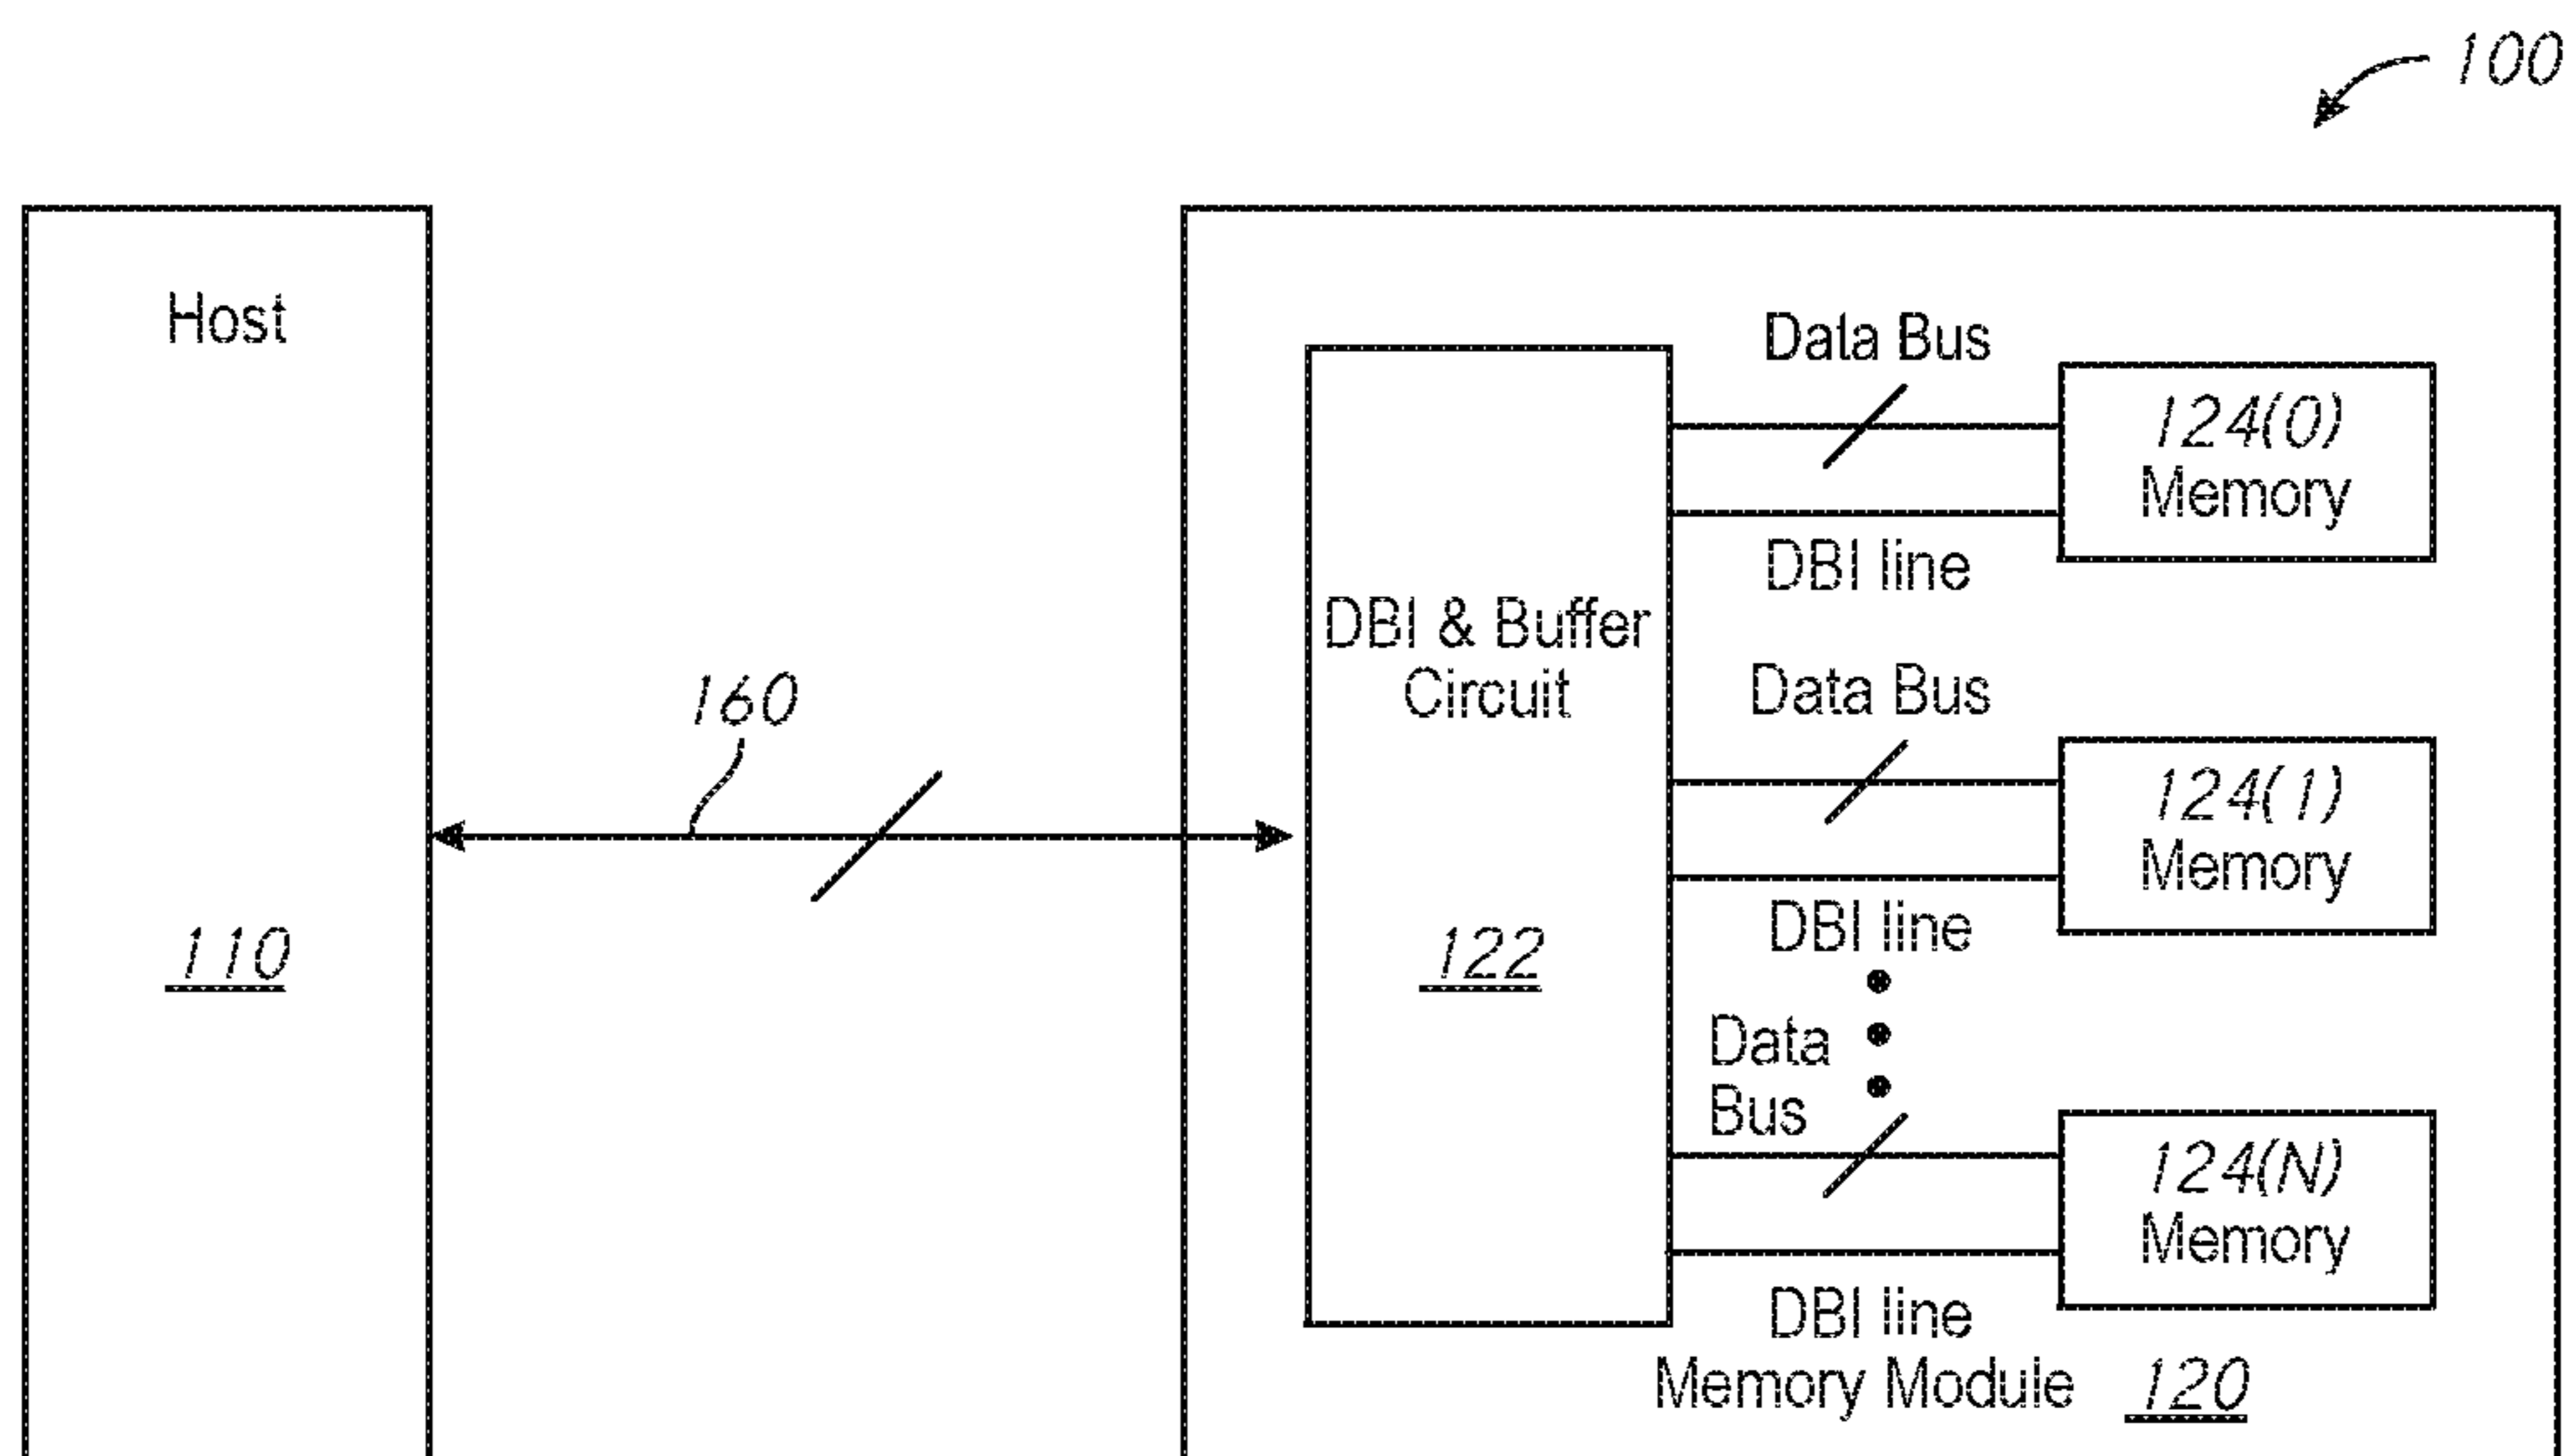 100
Host
110
160
DBI & Buffer
Circuit
122
Data Bus
DBI line
124(0)
Memory
Data Bus
DBI line
124(1)
Memory
Data
Bus
DBI line
124(N)
Memory
Memory Module 120